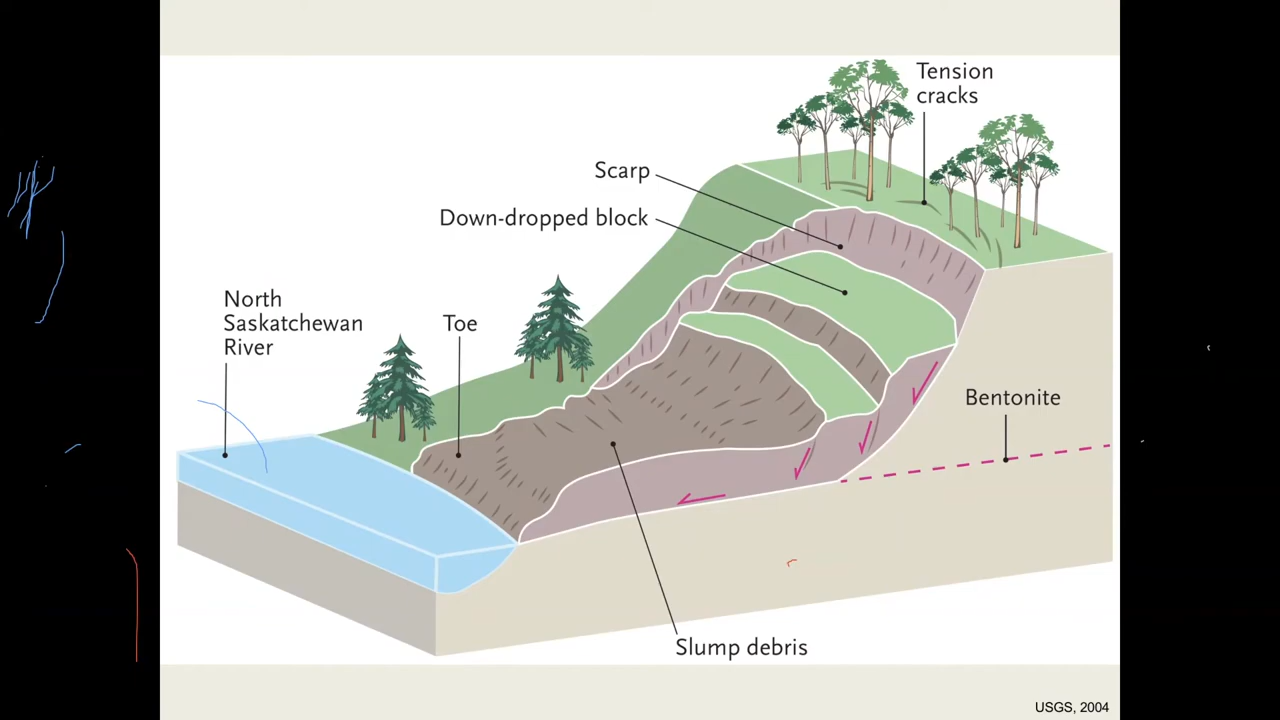 Tension
cracks
Scarp
Down-dropped block
North
Saskatchewan
River
Toe
Bentonite
Slump debris
USGS, 2004